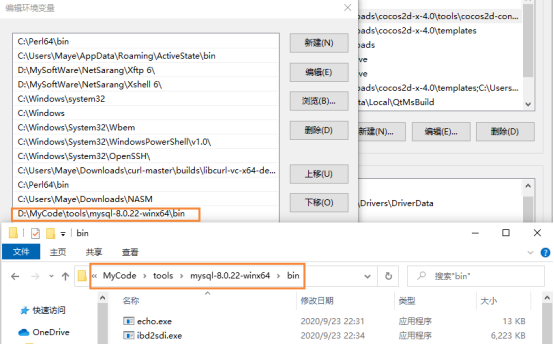 编辑环境变量
C:\Perl64\bin
C:\Users\Maye\AppData\Roaming\ActiveState\bin
D:\MySoftWare\NetSarang\Xftp 6\
D:\MySoftWare\NetSarang\Xshell 6\
C:\Windows\system32
C:\Windows
C:\Windows\System32\Wbem
C:\Windows\System32\WindowsPowerShell\v1.0\
C:\Windows\System32\OpenSSH\
C:\Users\Maye\Downloads\curl-master\builds\libcurl-vc-x64-de...
C:\Perl64\bin
C:\Users\Maye\Downloads\NASM
D:\MyCode\tools\mysql-8.0.22-winx64\bin
新建(N)
编辑(E)
浏览(B)...
删除(D)
上移(U)
下移(O)
oads\cocos2d-x-4.0\tools\cocos2d-con...
oads\cocos2d-x-4.0\templates
oads
ve
ve
oads\cocos2d-x-4.0\templates;C:\Users...
ata\Local\QtMsBuild
新建(N)...
编辑(E)...
删除(D)
\Drivers\DriverData
bin
文件
主页
共享
查看
« MyCode › tools › mysql-8.0.22-winx64 › bin
搜索"bin"
快速访问
OneDrive
名称
修改日期
类型
大小
echo.exe 2020/9/23 22:31 应用程序 13 KB
ibd2sdi.exe 2020/9/23 22:34 应用程序 6,223 KB